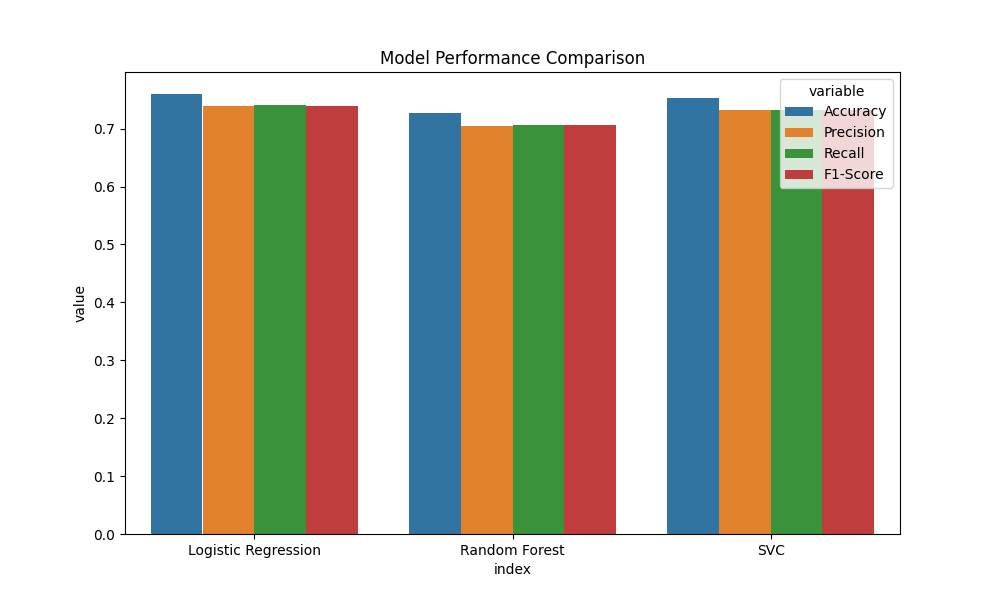 Model Performance Comparison
variable
Accuracy
Precision
Recall
F1-Score
value
0.7
0.6
0.5
0.4
0.3
0.2
0.1
0.0
Logistic Regression
Random Forest
SVC
index